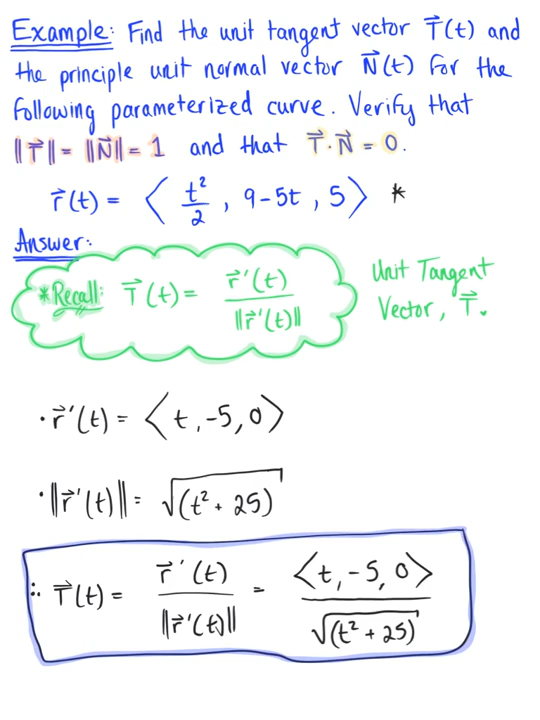 Example: Find the unit tangent vector T⃗(t) and
the principle unit normal vector N⃗(t) for the
following parameterized curve. Verify that
‖T⃗‖ = ‖N⃗‖ = 1 and that T⃗ · N⃗ = 0.
r⃗(t) = ⟨ t²/2 , 9-5t , 5 ⟩ *
Answer:
*Recall: T⃗(t) = r⃗'(t) / ‖r⃗'(t)‖
Unit Tangent
Vector, T⃗.
· r⃗'(t) = ⟨ t, -5, 0 ⟩
· ‖r⃗'(t)‖ = √(t² + 25)
∴ T⃗(t) = r⃗'(t) / ‖r⃗'(t)‖ = ⟨t, -5, 0⟩ / √(t² + 25)